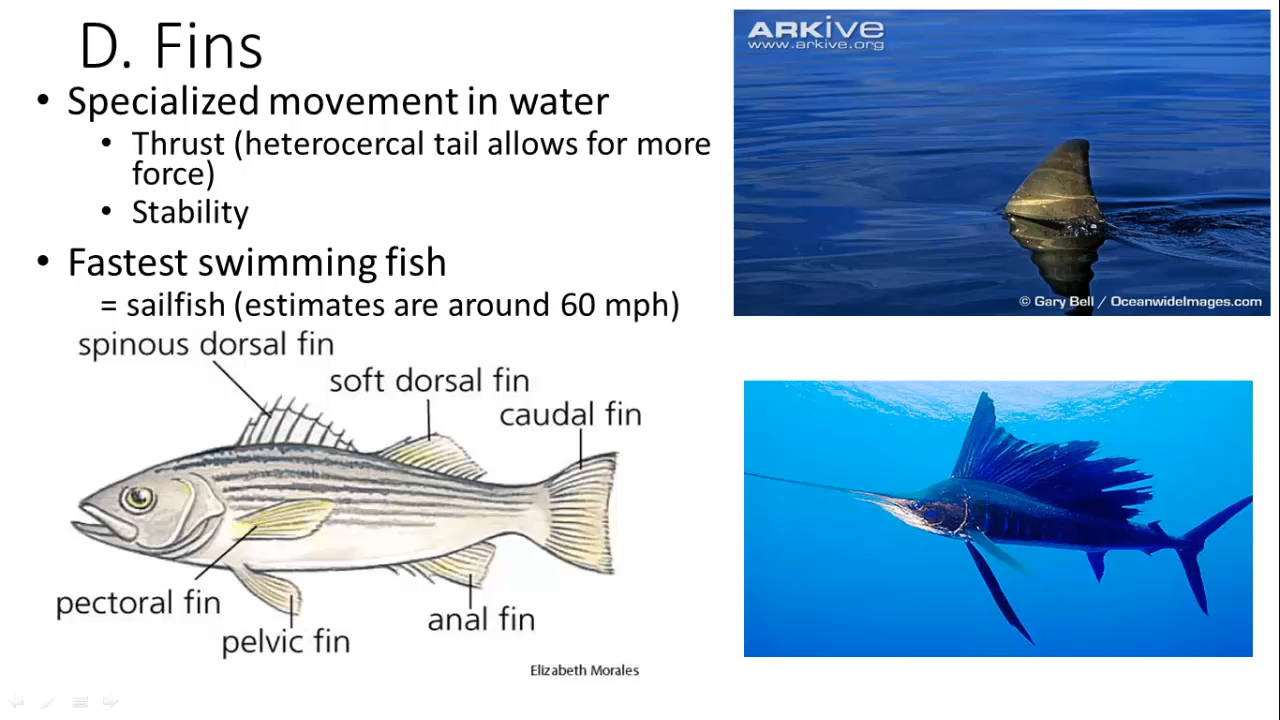 D. Fins
• Specialized movement in water
• Thrust (heterocercal tail allows for more
force)
• Stability
• Fastest swimming fish
= sailfish (estimates are around 60 mph)
spinous dorsal fin
soft dorsal fin
caudal fin
pectoral fin
pelvic fin
anal fin
Elizabeth Morales
ARKive
www.arkive.org
© Gary Bell / OceanwideImages.com